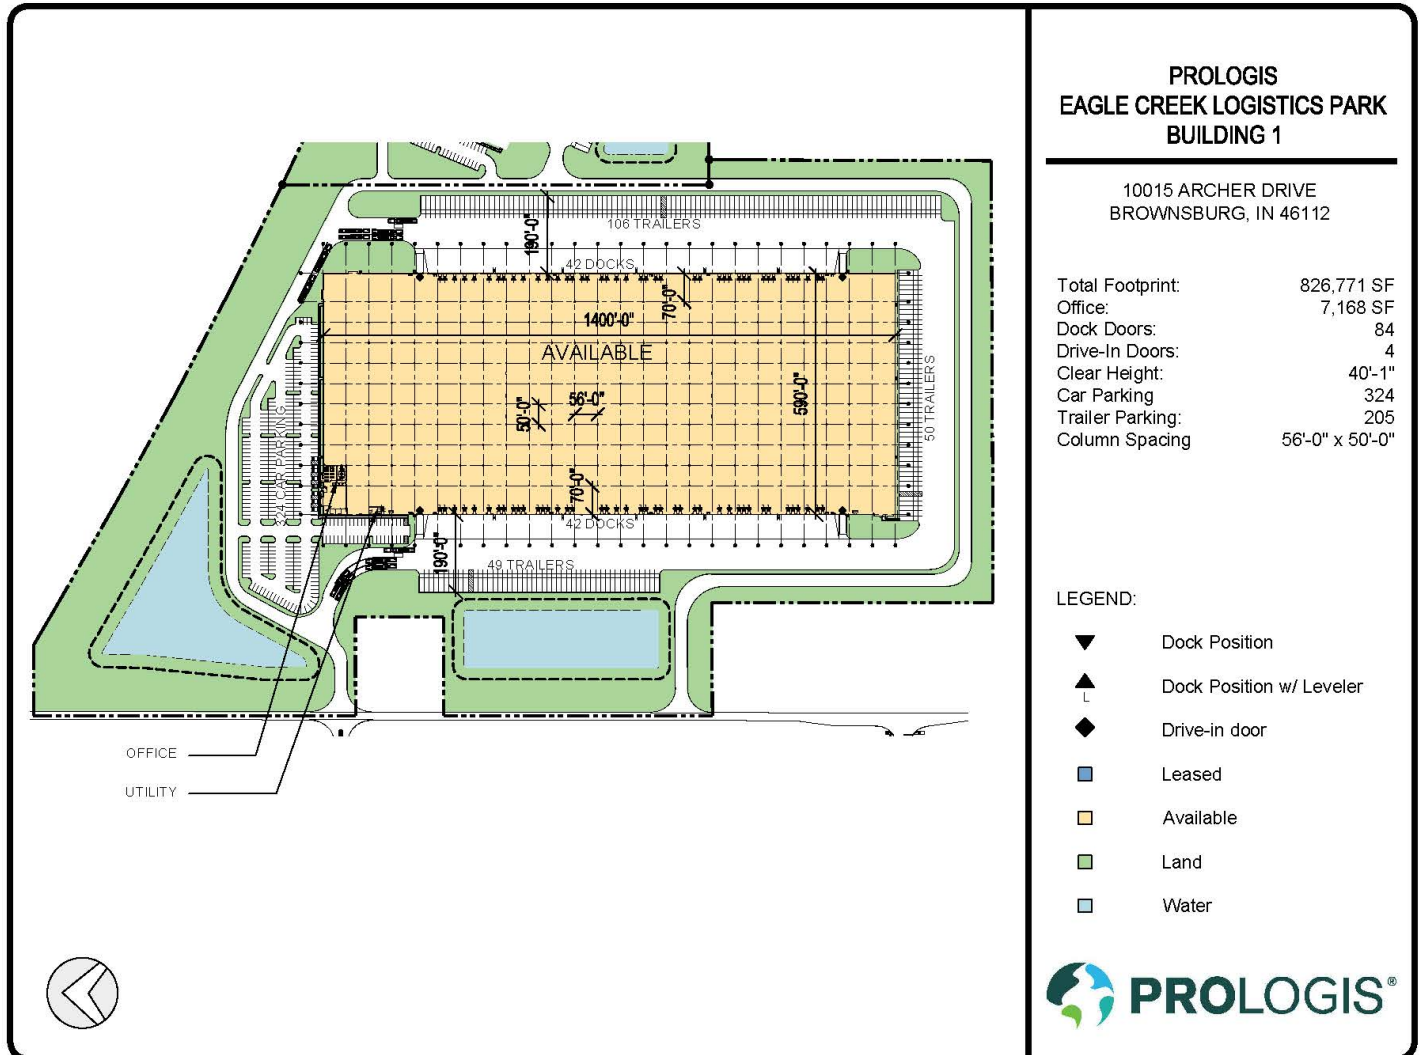 PROLOGIS
EAGLE CREEK LOGISTICS PARK
BUILDING 1
10015 ARCHER DRIVE
BROWNSBURG, IN 46112
Total Footprint: 826,771 SF
Office: 7,168 SF
Dock Doors: 84
Drive-In Doors: 4
Clear Height: 40'-1"
Car Parking 324
Trailer Parking: 205
Column Spacing 56'-0" x 50'-0"
LEGEND:
Dock Position
L
Dock Position w/ Leveler
Drive-in door
Leased
Available
Land
Water
PROLOGIS®
106 TRAILERS
190'-0"
42 DOCKS
70'-0"
1400'-0"
AVAILABLE
56'-0"
50'-0"
590'-0"
50 TRAILERS
324 CAR PARKING
70'-0"
42 DOCKS
190'-0"
49 TRAILERS
OFFICE
UTILITY